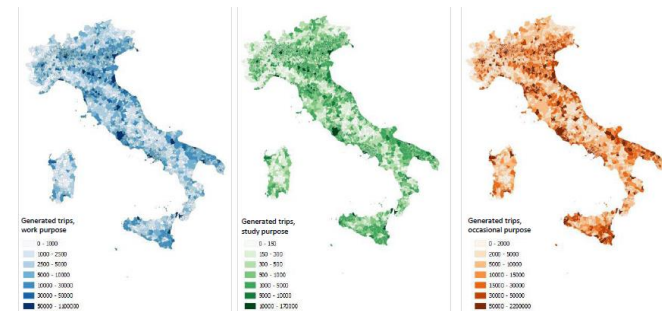 Generated trips,
work purpose
0 - 1000
1000 - 2500
2500 - 5000
5000 - 10000
10000 - 30000
30000 - 50000
50000 - 1100000
Generated trips,
study purpose
0 - 150
150 - 300
300 - 500
500 - 1000
1000 - 5000
5000 - 10000
10000 - 170000
Generated trips,
occasional purpose
0 - 2000
2000 - 5000
5000 - 10000
10000 - 15000
15000 - 30000
30000 - 50000
50000 - 2200000